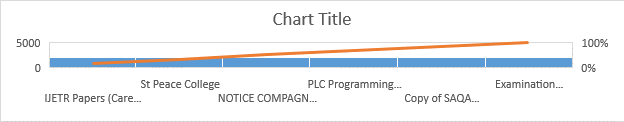 Chart Title
5000
100%
0
0%
St Peace College
PLC Programming...
Examination...
IJETR Papers (Care...
NOTICE COMPAGN...
Copy of SAQA...